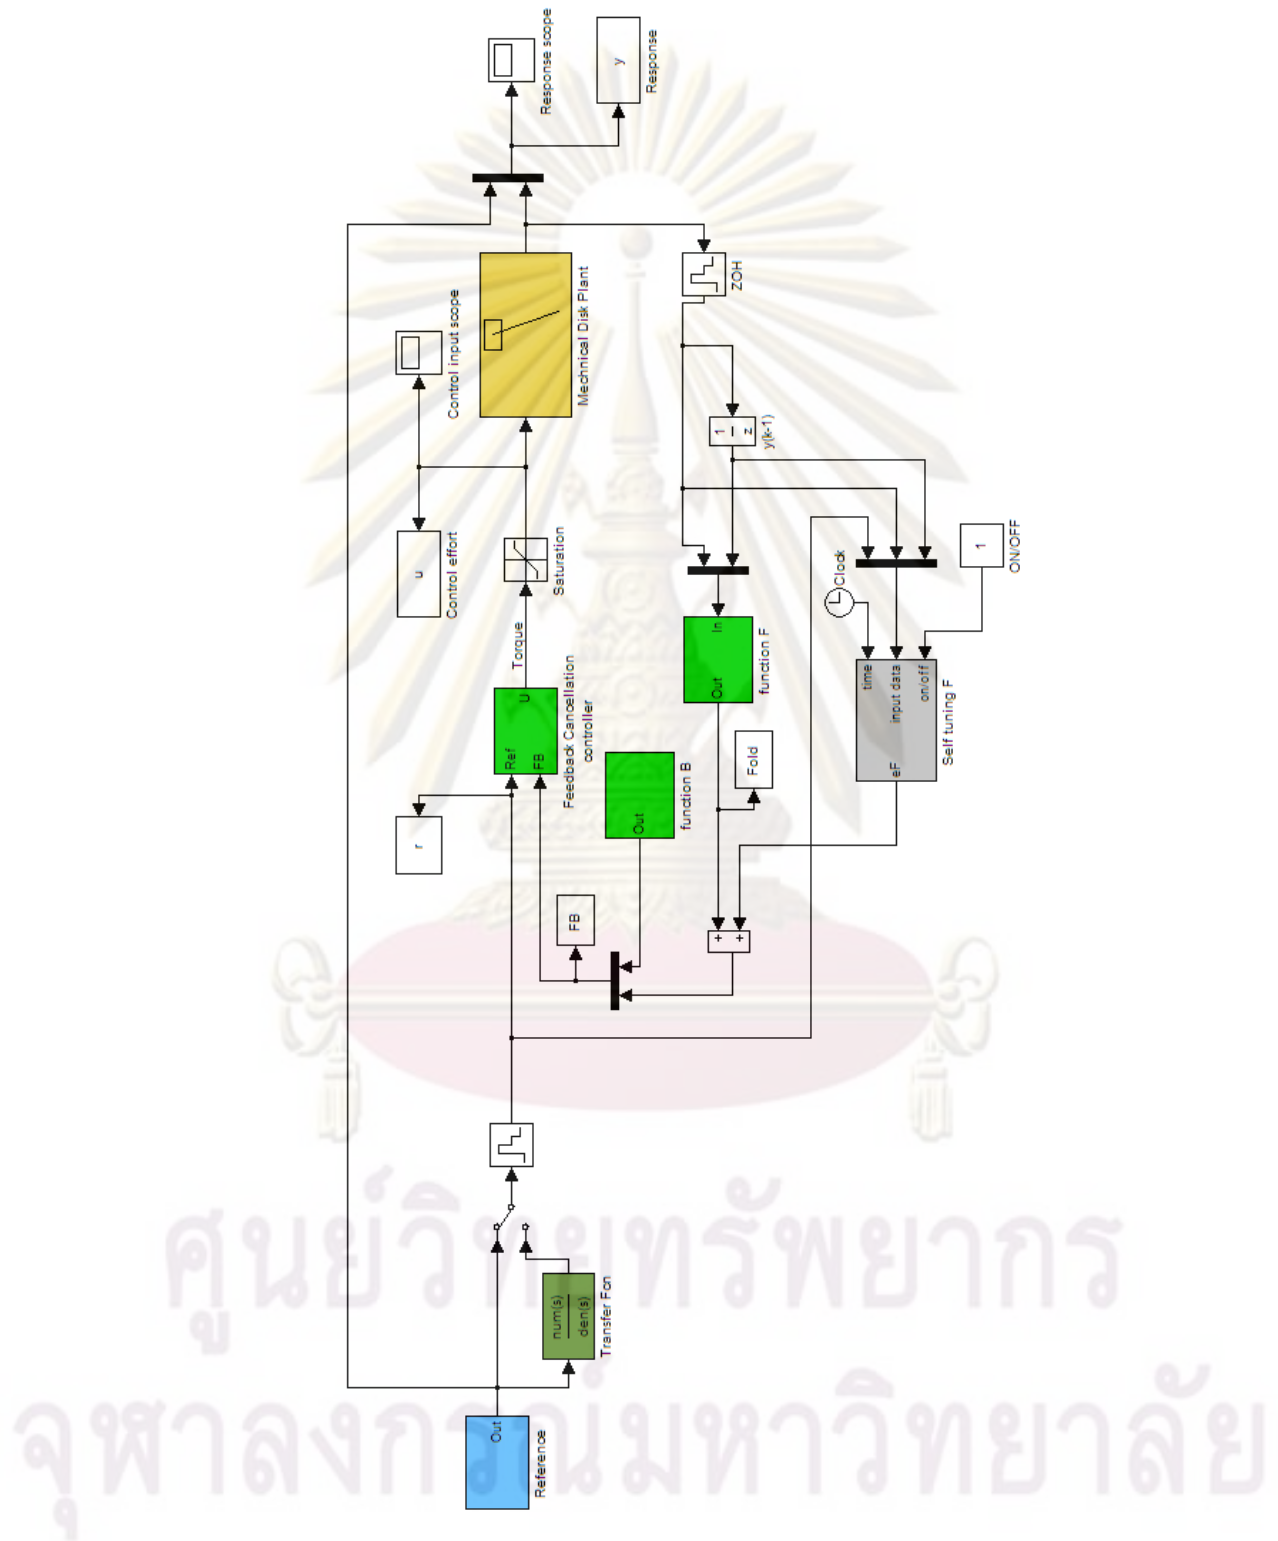 Response scope
y
Response
Control input scope
Mechnical Disk Plant
ZOH
1
z
y(k-1)
u
Control effort
Saturation
Torque
Clock
1
ON/OFF
In
Out
function F
time
input data
on/off
eF
Self tuning F
U
Ref
FB
Feedback Cancellation
controller
Out
function B
Fold
r
FB
+
+
num(s)
den(s)
Transfer Fcn
Out
Reference
ศูนย์วิทยทรัพยากร
จุฬาลงกรณ์มหาวิทยาลัย